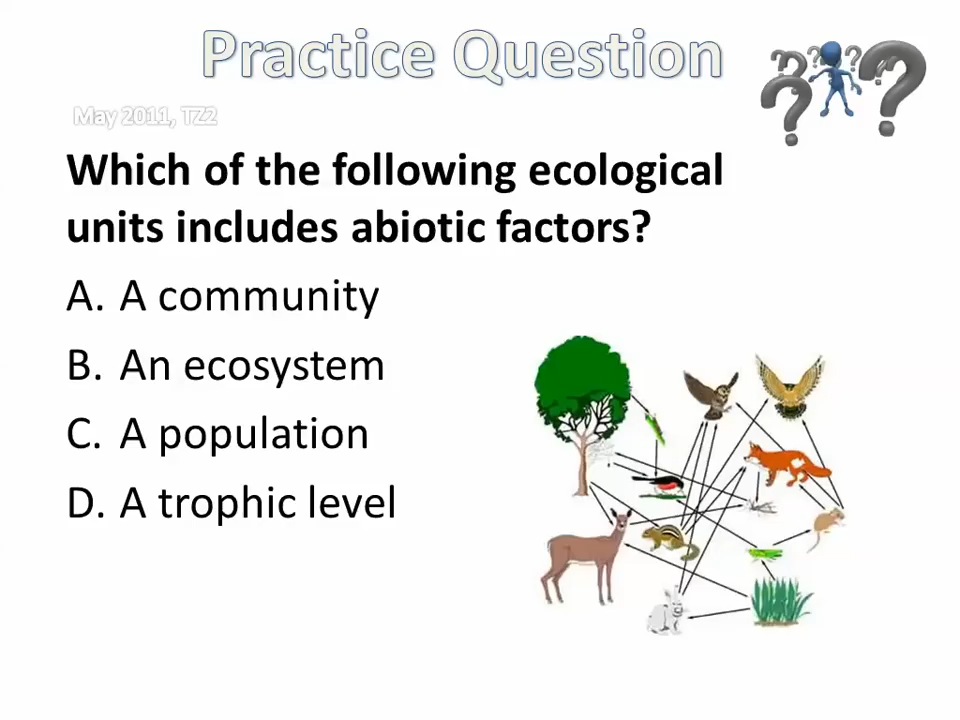 Practice Question
May 2011, TZ2
Which of the following ecological
units includes abiotic factors?
A. A community
B. An ecosystem
C. A population
D. A trophic level